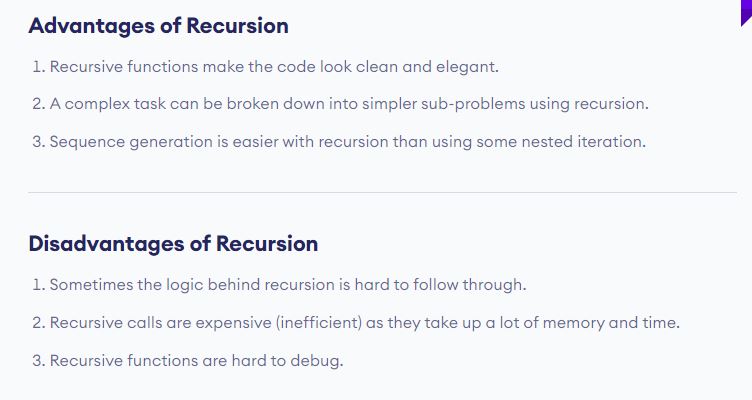 Advantages of Recursion
1. Recursive functions make the code look clean and elegant.
2. A complex task can be broken down into simpler sub-problems using recursion.
3. Sequence generation is easier with recursion than using some nested iteration.
Disadvantages of Recursion
1. Sometimes the logic behind recursion is hard to follow through.
2. Recursive calls are expensive (inefficient) as they take up a lot of memory and time.
3. Recursive functions are hard to debug.